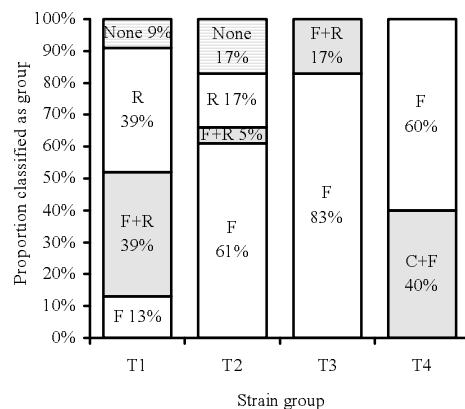 Proportion classified as group
100%
90%
80%
70%
60%
50%
40%
30%
20%
10%
0%
None 9%
R
39%
F+R
39%
F 13%
None
17%
R 17%
F+R 5%
F
61%
F+R
17%
F
83%
F
60%
C+F
40%
T1 T2 T3 T4
Strain group